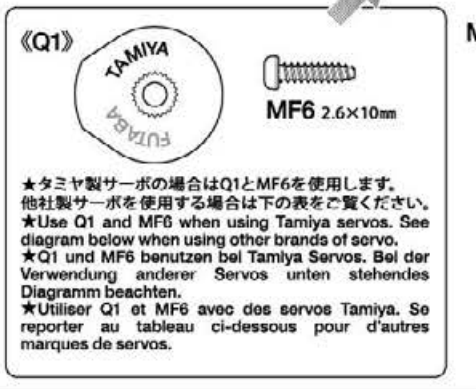 《Q1》
TAMIYA
FUTABA
MF6 2.6×10mm
★タミヤ製サーボの場合はQ1とMF6を使用します。
他社製サーボを使用する場合は下の表をご覧ください。
★Use Q1 and MF6 when using Tamiya servos. See
diagram below when using other brands of servo.
★Q1 und MF6 benutzen bei Tamiya Servos. Bei der
Verwendung anderer Servos unten stehendes
Diagramm beachten.
★Utiliser Q1 et MF6 avec des servos Tamiya. Se
reporter au tableau ci-dessous pour d'autres
marques de servos.